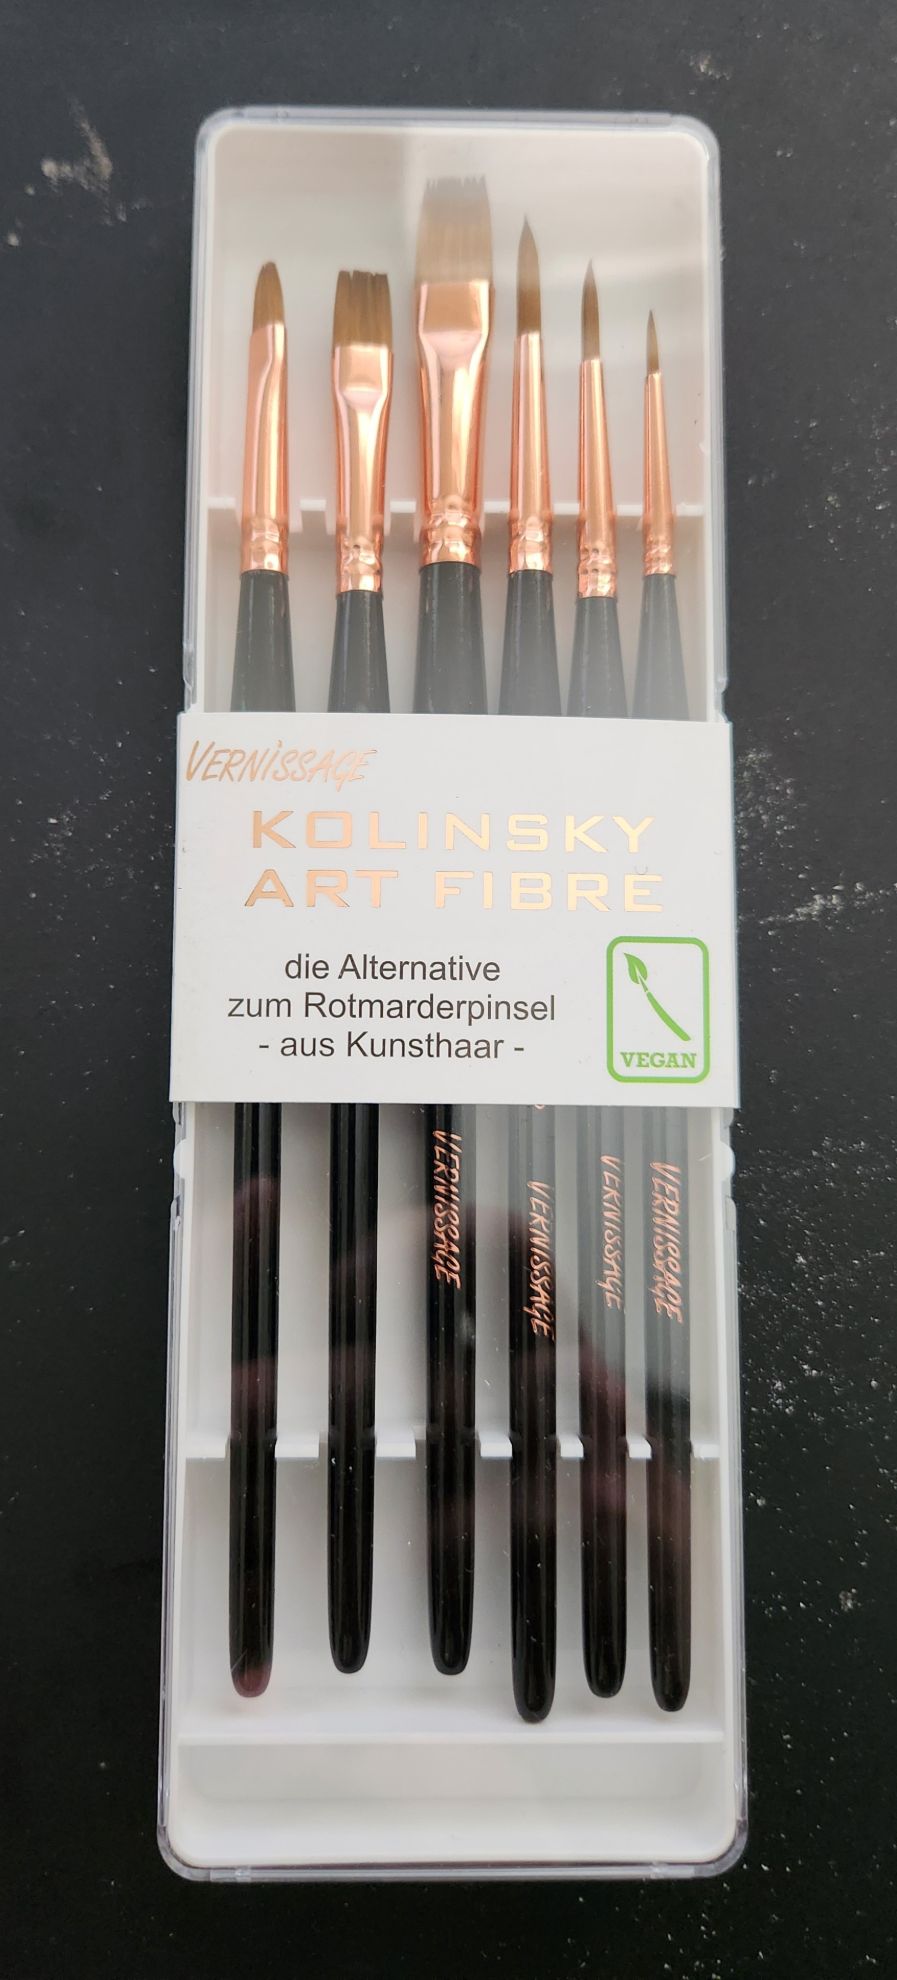 VERNISSAGE
KOLINSKY
ART FIBRE
die Alternative
zum Rotmarderpinsel
- aus Kunsthaar -
VEGAN
VERNISSAGE
VERNISSAGE
VERNISSAGE
VERNISSAGE